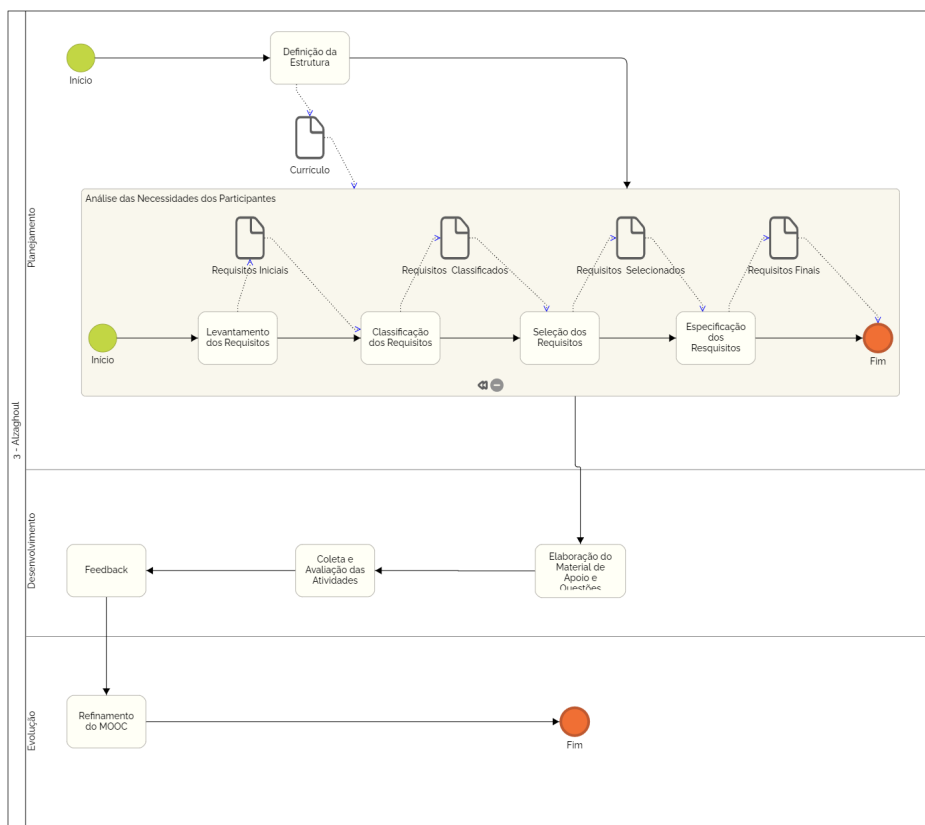 3 - Alzaghoul
Planejamento
Início
Definição da
Estrutura
Currículo
Análise das Necessidades dos Participantes
Requisitos Iniciais
Requisitos Classificados
Requisitos Selecionados
Requisitos Finais
Início
Levantamento
dos Requisitos
Classificação
dos Requisitos
Seleção dos
Requisitos
Especificação
dos
Resquisitos
Fim
Desenvolvimento
Feedback
Coleta e
Avaliação das
Atividades
Elaboração do
Material de
Apoio e
Questões
Evolução
Refinamento
do MOOC
Fim